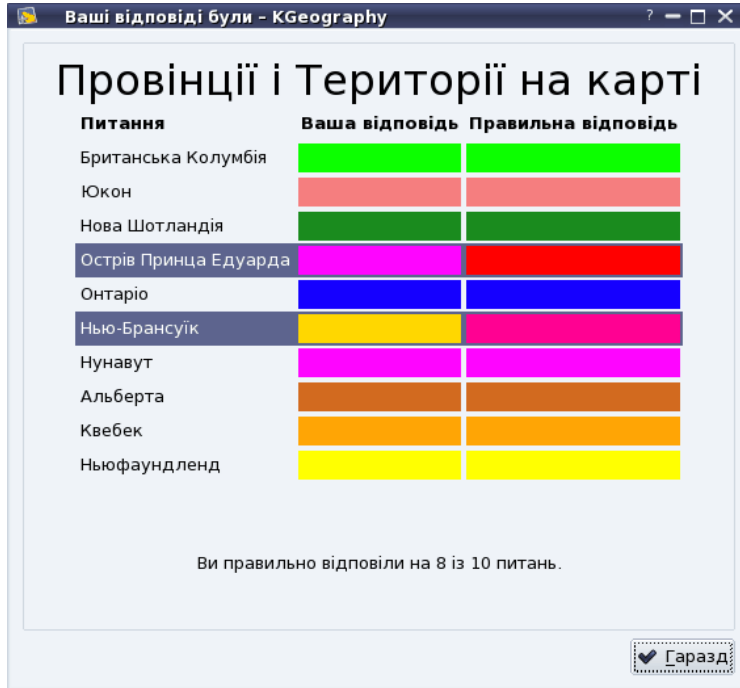 Ваші відповіді були – KGeography
Провінції і Території на карті
Питання Ваша відповідь Правильна відповідь
Британська Колумбія
Юкон
Нова Шотландія
Острів Принца Едуарда
Онтаріо
Нью-Брансуїк
Нунавут
Альберта
Квебек
Ньюфаундленд
Ви правильно відповіли на 8 із 10 питань.
Гаразд